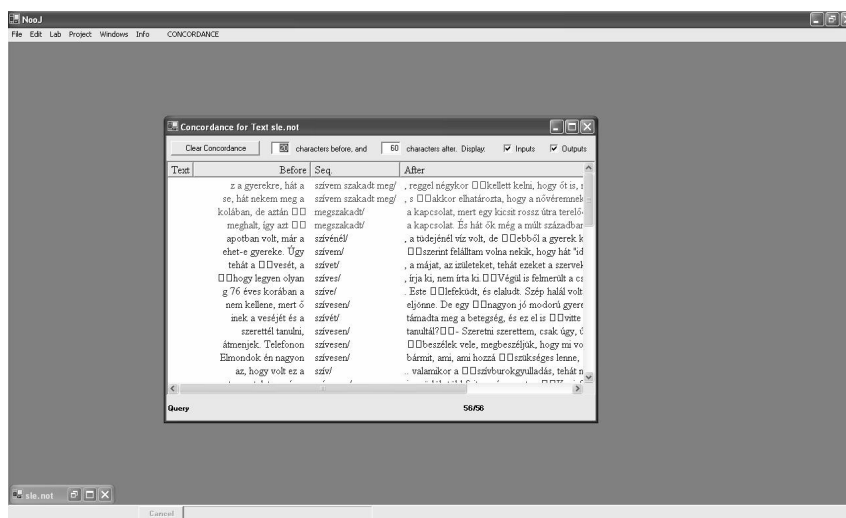 NooJ
File Edit Lab Project Windows Info CONCORDANCE
Concordance for Text sle.not
Clear Concordance characters before, and 60 characters after. Display: Inputs Outputs
Text Before Seq. After
z a gyerekre, hát a szívem szakadt meg/ , reggel négykor kellett kelni, hogy őt is,
se, hát nekem meg a szívem szakadt meg/ , s akkor elhatározta, hogy a nővéremnek
kolában, de aztán megszakadt/ a kapcsolat, mert egy kicsit rossz útra terelő
meghalt, így azt megszakadt/ a kapcsolat. És hát ők még a múlt századbar
apotban volt, már a szívénél/ , a tüdejénél víz volt, de ebből a gyerek k
ehet-e gyereke. Úgy szívem/ szerint felálltam volna nekik, hogy hát "id
tehát a vesét, a szívet/ , a májat, az izületeket, tehát ezeket a szervek
hogy legyen olyan szíves/ , írja ki, nem írta ki. Végül is felmerült a cs
g 76 éves korában a szíve/ . Este lefeküdt, és elaludt. Szép halál volt
nem kellene, mert ő szívesen/ eljönne. De egy nagyon jó modorú gyere
inek a veséjét és a szívét/ támadta meg a betegség, és ez el is vitte
szerettél tanulni, szívesen/ tanultál? - Szeretni szerettem, csak úgy,
átmenjek. Telefonon szívesen/ beszélek vele, megbeszéljük, hogy mi vo
Elmondok én nagyon szívesen/ bármit, ami, ami hozzá szükséges lenne,
az, hogy volt ez a szív/ .. valamikor a szívburokgyulladás, tehát n
Query 56/56
sle.not
Cancel